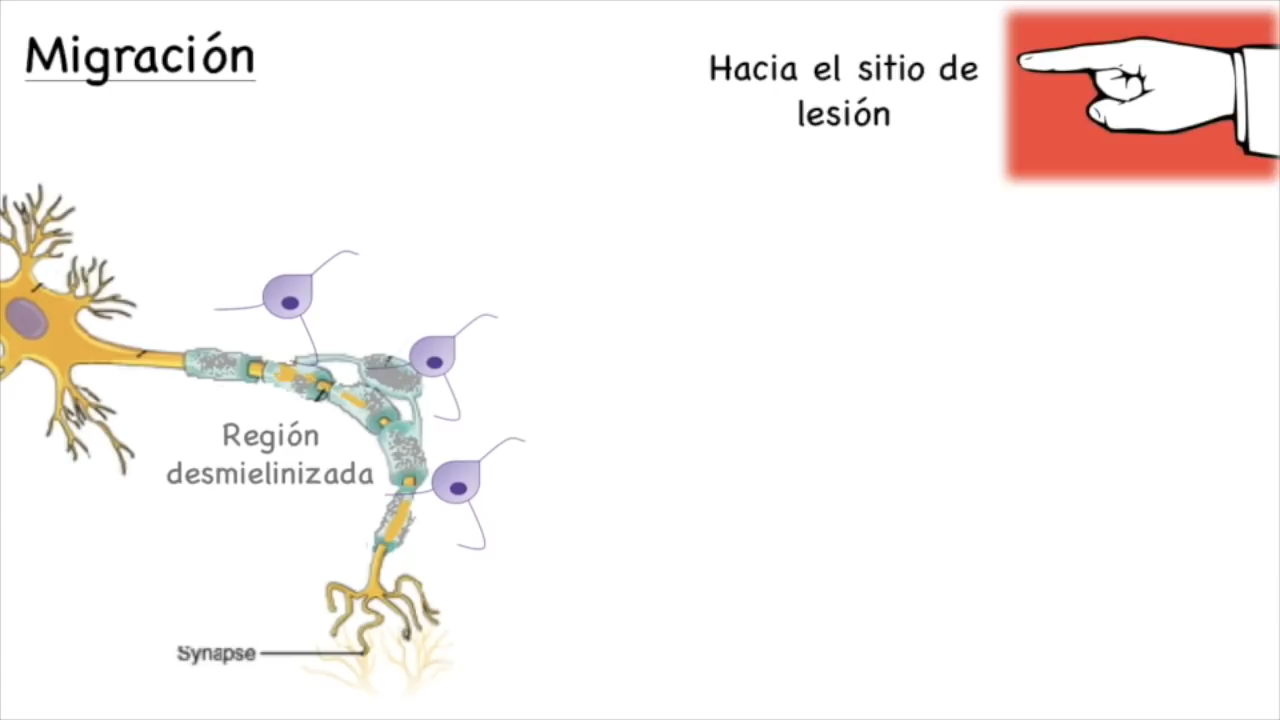 Migración
Hacia el sitio de
lesión
Región
desmielinizada
Synapse